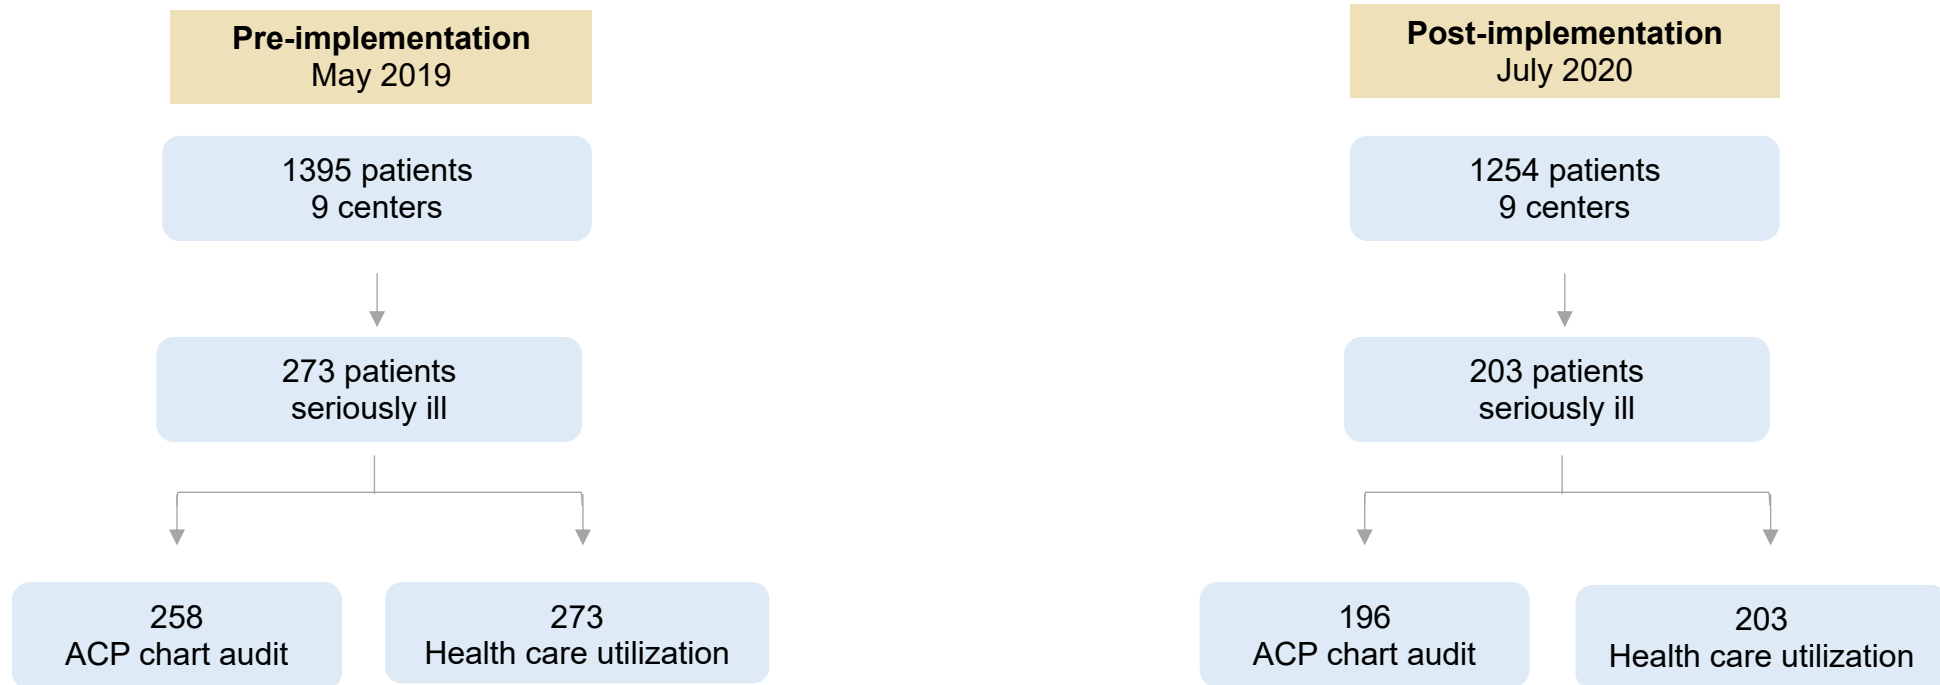 Pre-implementation
May 2019
1395 patients
9 centers
273 patients
seriously ill
258
ACP chart audit
273
Health care utilization
Post-implementation
July 2020
1254 patients
9 centers
203 patients
seriously ill
196
ACP chart audit
203
Health care utilization